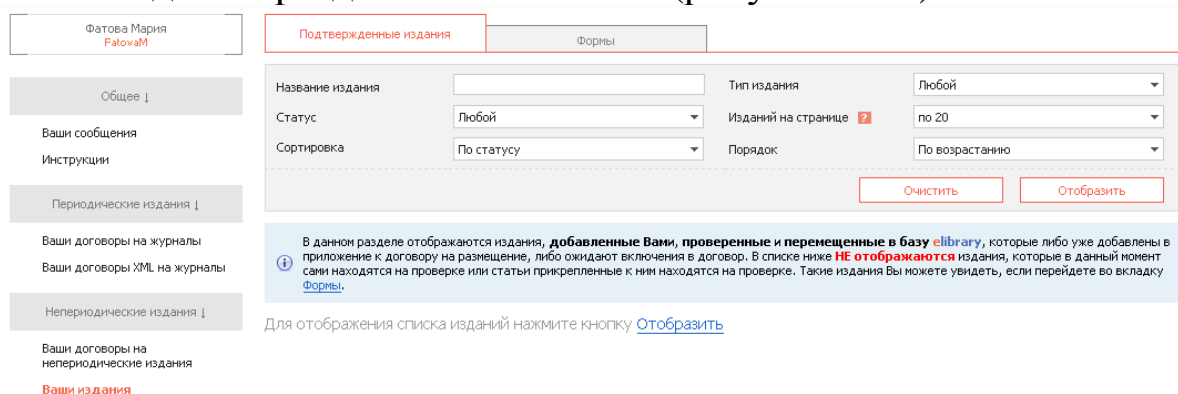 Фатова Мария
FatovaM
Общее ↓
Ваши сообщения
Инструкции
Периодические издания ↓
Ваши договоры на журналы
Ваши договоры XML на журналы
Непериодические издания ↓
Ваши договоры на
непериодические издания
Ваши издания
Подтвержденные издания
Формы
Название издания
Тип издания
Любой
Статус
Любой
Изданий на странице ?
по 20
Сортировка
По статусу
Порядок
По возрастанию
Очистить
Отобразить
В данном разделе отображаются издания, добавленные Вами, проверенные и перемещенные в базу elibrary, которые либо уже добавлены в
приложение к договору на размещение, либо ожидают включения в договор. В списке ниже НЕ отображаются издания, которые в данный момент
сами находятся на проверке или статьи прикрепленные к ним находятся на проверке. Такие издания Вы можете увидеть, если перейдете во вкладку
Формы.
Для отображения списка изданий нажмите кнопку Отобразить